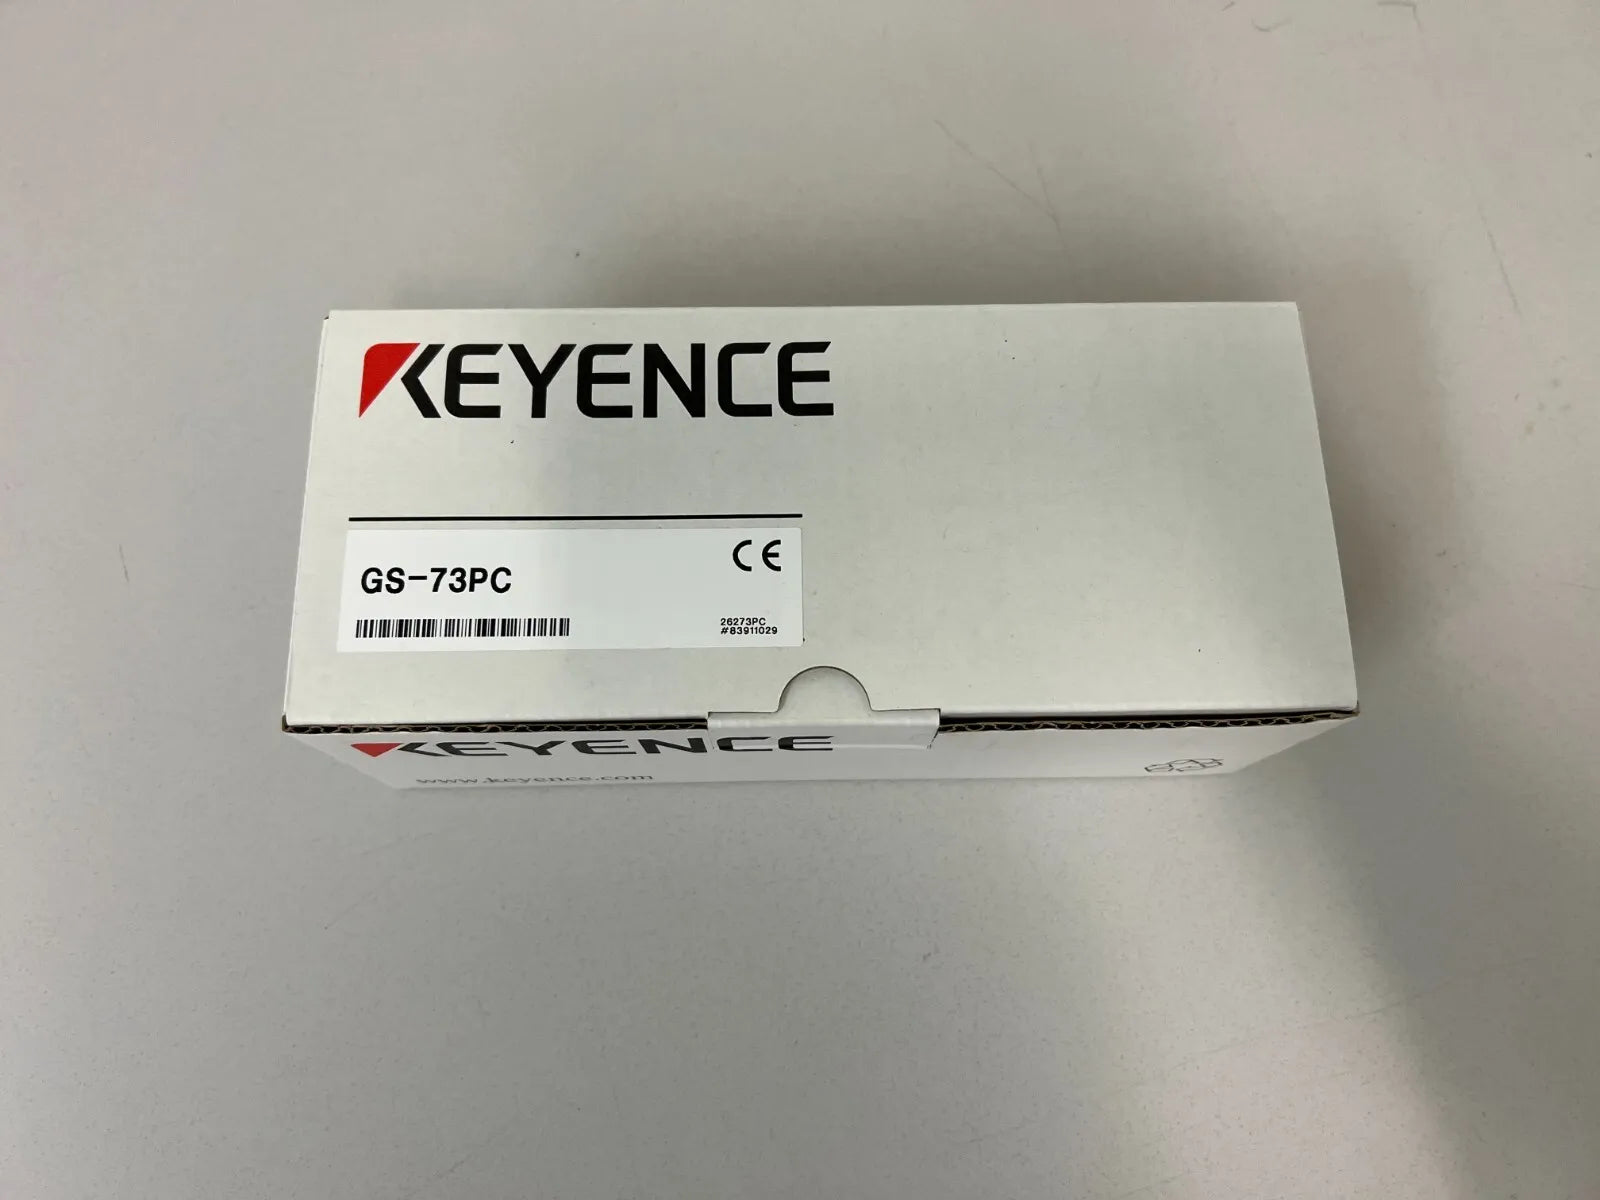 KEYENCE
CE
GS-73PC
26273PC
#83911029
KEYENCE
www.keyence.com